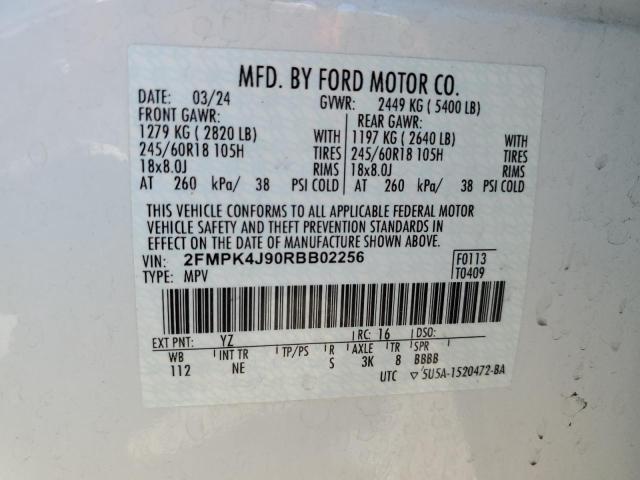 MFD. BY FORD MOTOR CO.
DATE: 03/24 GVWR: 2449 KG ( 5400 LB)
FRONT GAWR: REAR GAWR:
1279 KG ( 2820 LB) WITH 1197 KG ( 2640 LB) WITH
245/60R18 105H TIRES 245/60R18 105H TIRES
18x8.0J RIMS 18x8.0J RIMS
AT 260 kPa/ 38 PSI COLD AT 260 kPa/ 38 PSI COLD
THIS VEHICLE CONFORMS TO ALL APPLICABLE FEDERAL MOTOR
VEHICLE SAFETY AND THEFT PREVENTION STANDARDS IN
EFFECT ON THE DATE OF MANUFACTURE SHOWN ABOVE.
VIN: 2FMPK4J90RBB02256 F0113
TYPE: MPV T0409
EXT PNT: YZ RC: 16 DSO:
WB INT TR TP/PS R AXLE TR SPR
112 NE S 3K 8 BBBB
UTC ▽5U5A-1520472-BA